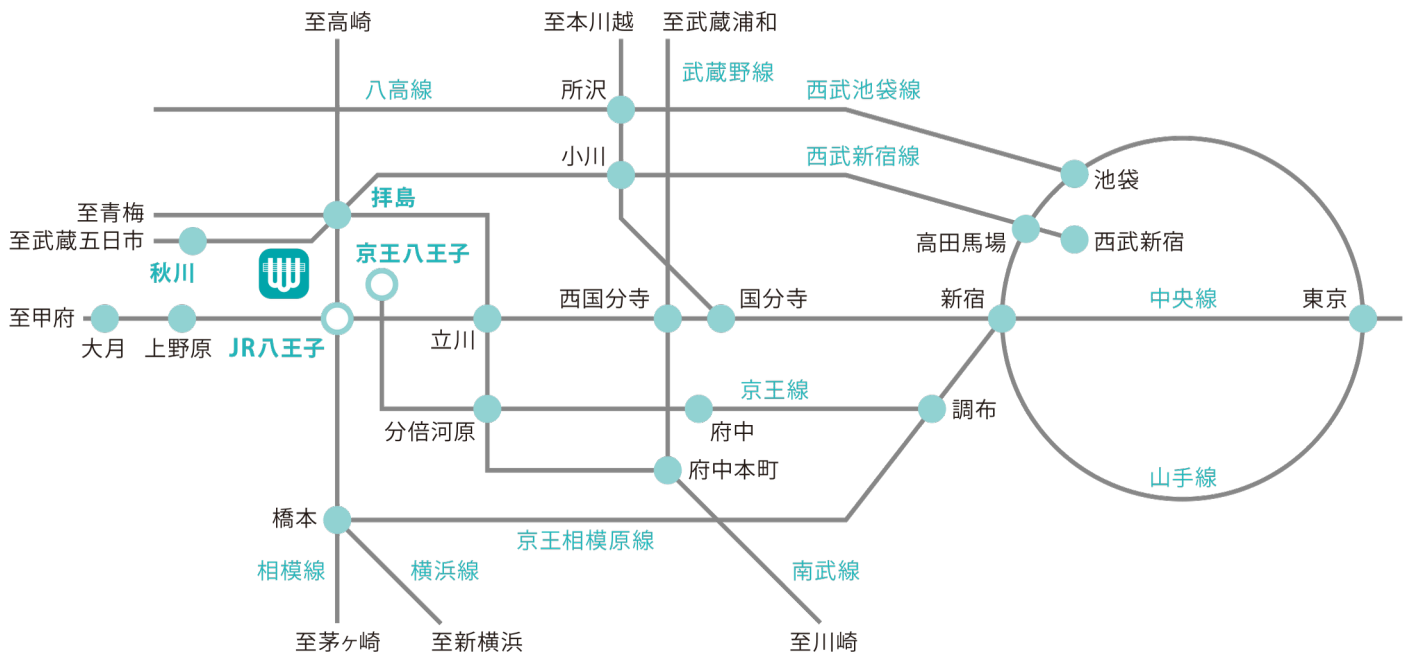 至高崎
至本川越
至武蔵浦和
武蔵野線
八高線
所沢
西武池袋線
小川
西武新宿線
池袋
拝島
至青梅
至武蔵五日市
秋川
京王八王子
高田馬場
西武新宿
至甲府
大月
上野原
JR八王子
立川
西国分寺
国分寺
新宿
中央線
東京
京王線
分倍河原
府中
調布
府中本町
山手線
橋本
京王相模原線
相模線
横浜線
南武線
至茅ヶ崎
至新横浜
至川崎